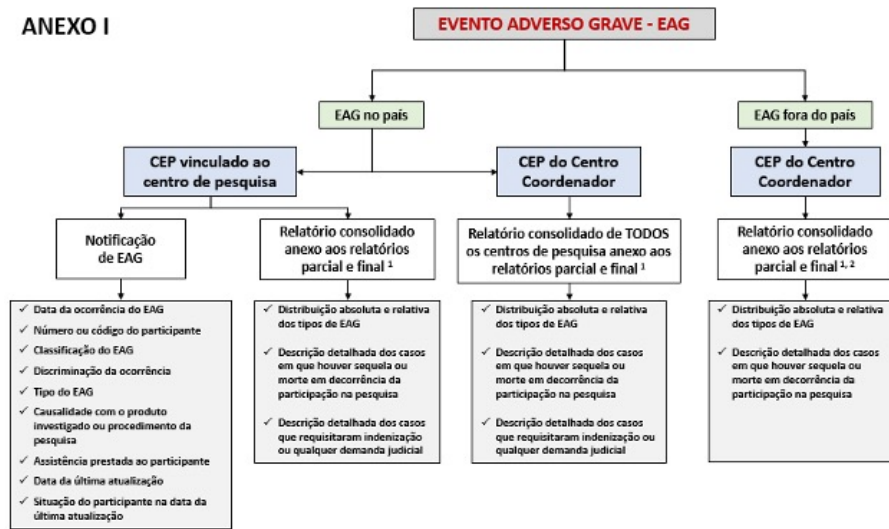 ANEXO I
EVENTO ADVERSO GRAVE - EAG
EAG no país
EAG fora do país
CEP vinculado ao
centro de pesquisa
CEP do Centro
Coordenador
CEP do Centro
Coordenador
Notificação
de EAG
Relatório consolidado
anexo aos relatórios
parcial e final ¹
Relatório consolidado de TODOS
os centros de pesquisa anexo aos
relatórios parcial e final ¹
Relatório consolidado
anexo aos relatórios
parcial e final ¹, ²
✓ Data da ocorrência do EAG
✓ Número ou código do participante
✓ Classificação do EAG
✓ Discriminação da ocorrência
✓ Tipo do EAG
✓ Causalidade com o produto
investigado ou procedimento da
pesquisa
✓ Assistência prestada ao participante
✓ Data da última atualização
✓ Situação do participante na data da
última atualização
✓ Distribuição absoluta e relativa
dos tipos de EAG
✓ Descrição detalhada dos casos
em que houver sequela ou
morte em decorrência da
participação na pesquisa
✓ Descrição detalhada dos casos
que requisitaram indenização
ou qualquer demanda judicial
✓ Distribuição absoluta e relativa
dos tipos de EAG
✓ Descrição detalhada dos casos
em que houver sequela ou
morte em decorrência da
participação na pesquisa
✓ Descrição detalhada dos casos
que requisitaram indenização ou
qualquer demanda judicial
✓ Distribuição absoluta e relativa
dos tipos de EAG
✓ Descrição detalhada dos casos
em que houver sequela ou
morte em decorrência da
participação na pesquisa